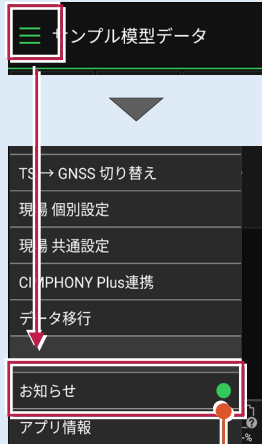 サンプル模型データ
TS→ GNSS 切り替え
現場 個別設定
現場 共通設定
CIMPHONY Plus連携
データ移行
お知らせ
アプリ情報
-%